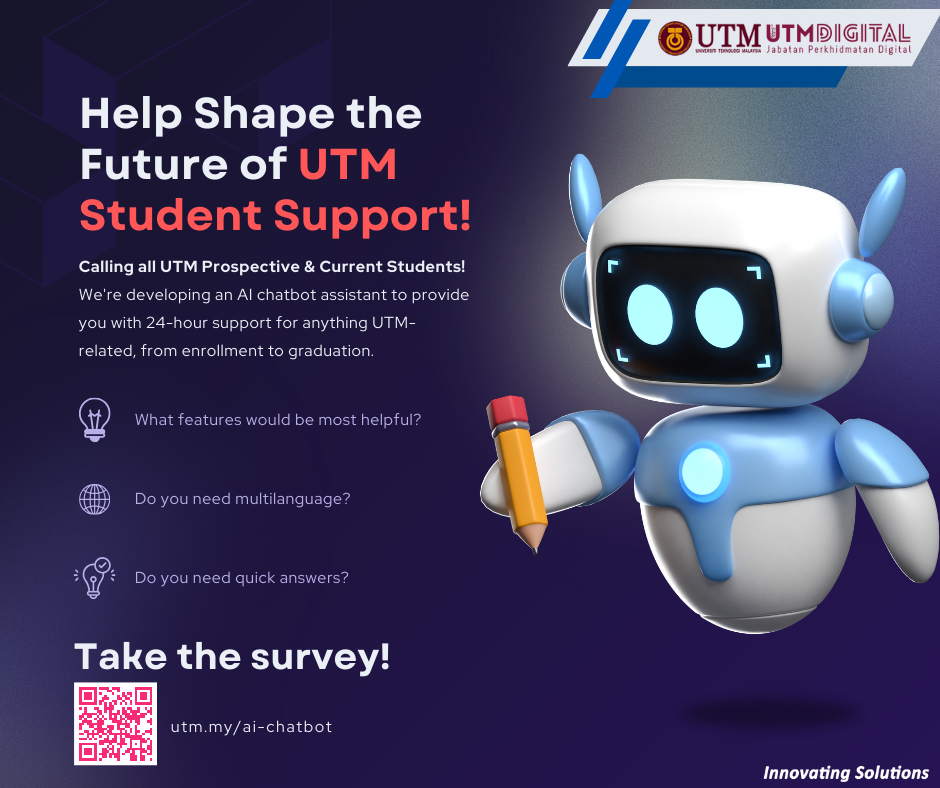 UTM
UNIVERSITI TEKNOLOGI MALAYSIA
UTMDIGITAL
Jabatan Perkhidmatan Digital
Help Shape the
Future of UTM
Student Support!
Calling all UTM Prospective & Current Students!
We're developing an AI chatbot assistant to provide
you with 24-hour support for anything UTM-
related, from enrollment to graduation.
What features would be most helpful?
Do you need multilanguage?
Do you need quick answers?
Take the survey!
utm.my/ai-chatbot
Innovating Solutions